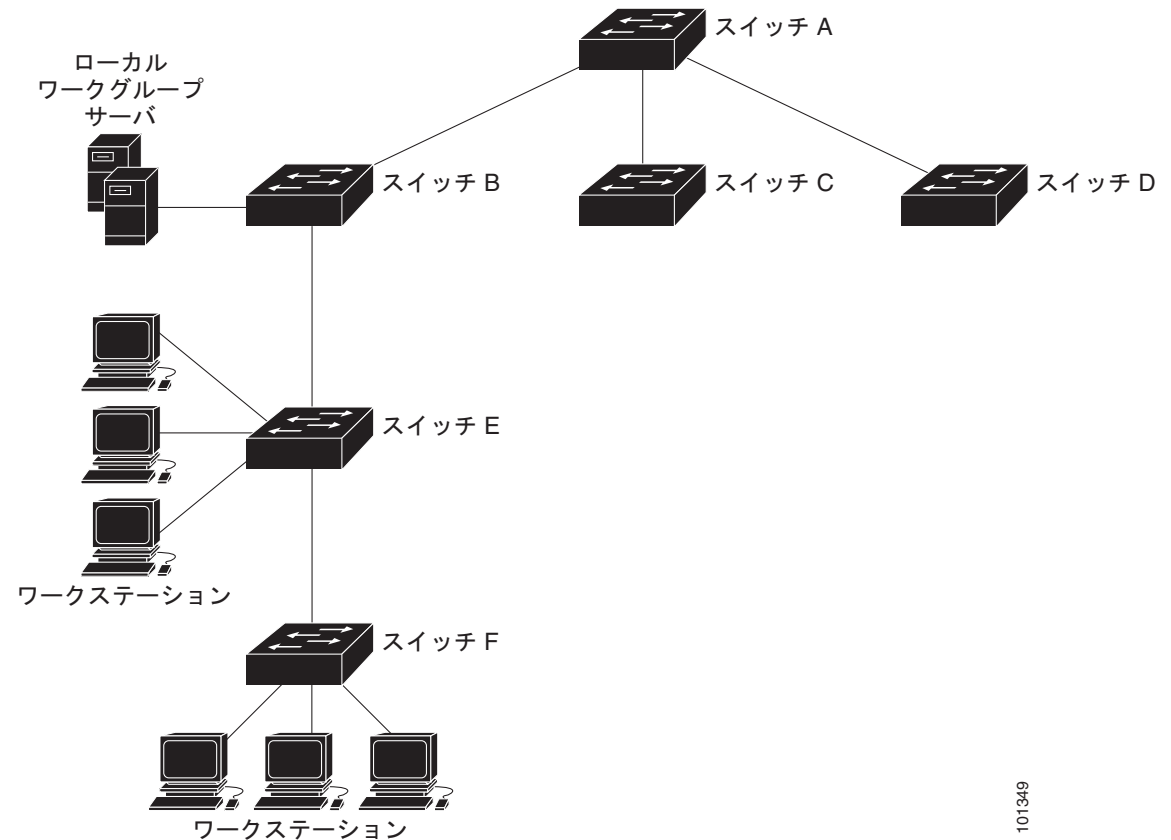 スイッチ A
ローカル
ワークグループ
サーバ
スイッチ B
スイッチ C
スイッチ D
スイッチ E
ワークステーション
スイッチ F
ワークステーション
101349